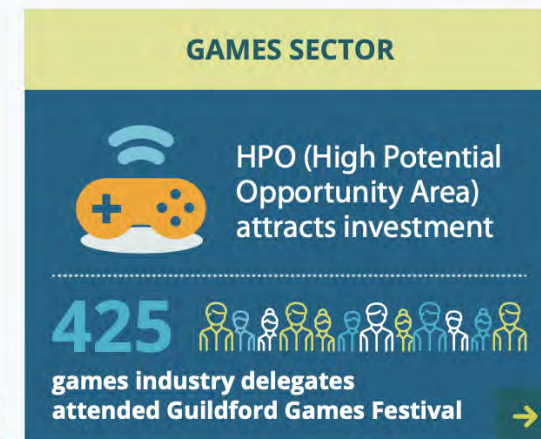 GAMES SECTOR
HPO (High Potential
Opportunity Area)
attracts investment
425
games industry delegates
attended Guildford Games Festival